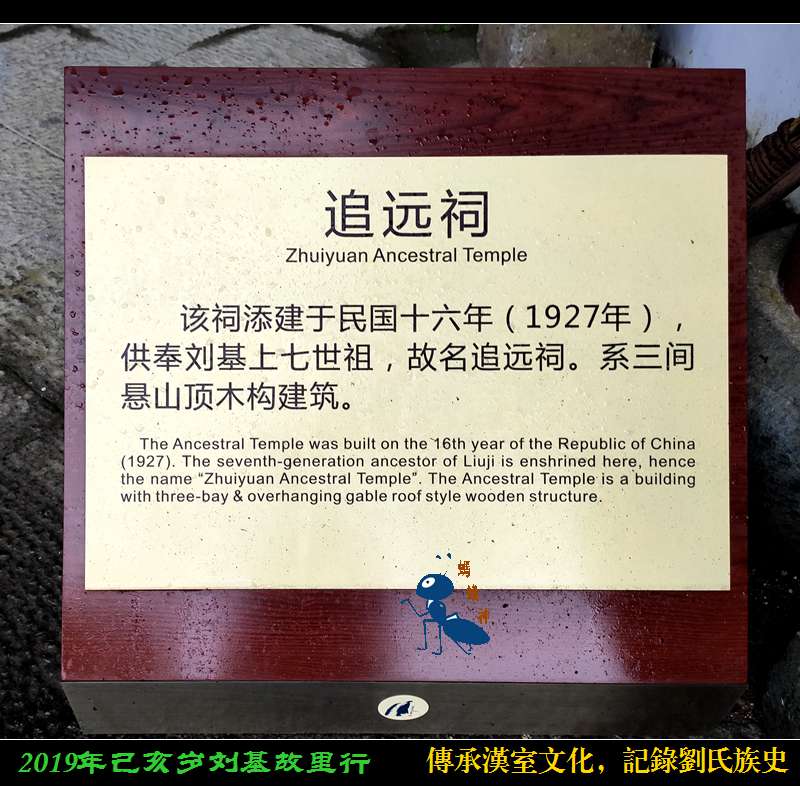 追远祠
Zhuiyuan Ancestral Temple
该祠添建于民国十六年（1927年），
供奉刘基上七世祖，故名追远祠。系三间
悬山顶木构建筑。
The Ancestral Temple was built on the 16th year of the Republic of China
(1927). The seventh-generation ancestor of Liuji is enshrined here, hence
the name “Zhuiyuan Ancestral Temple”. The Ancestral Temple is a building
with three-bay & overhanging gable roof style wooden structure.
2019年己亥岁刘基故里行
傳承漢室文化，記錄劉氏族史